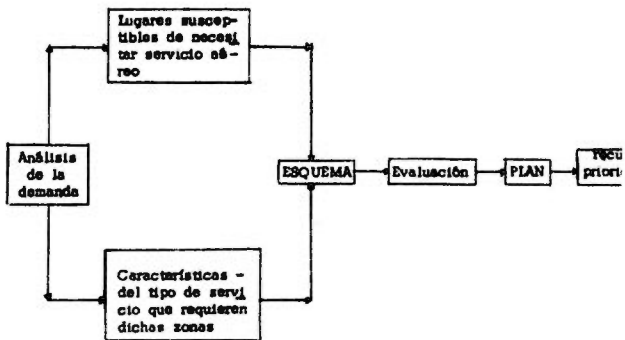 Lugares suscep-
tibles de necesi
tar servicio aé-
reo
Análisis
de la
demanda
ESQUEMA
Evaluación
PLAN
Características -
del tipo de servi
cio que requieren
dichas zonas